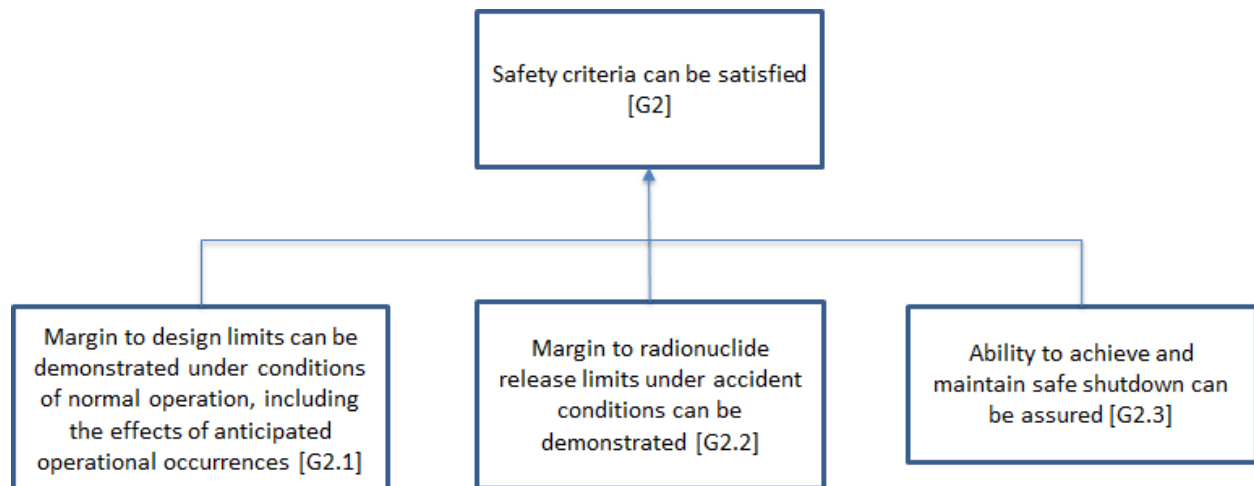 Safety criteria can be satisfied
[G2]
Margin to design limits can be
demonstrated under conditions
of normal operation, including
the effects of anticipated
operational occurrences [G2.1]
Margin to radionuclide
release limits under accident
conditions can be
demonstrated [G2.2]
Ability to achieve and
maintain safe shutdown can
be assured [G2.3]